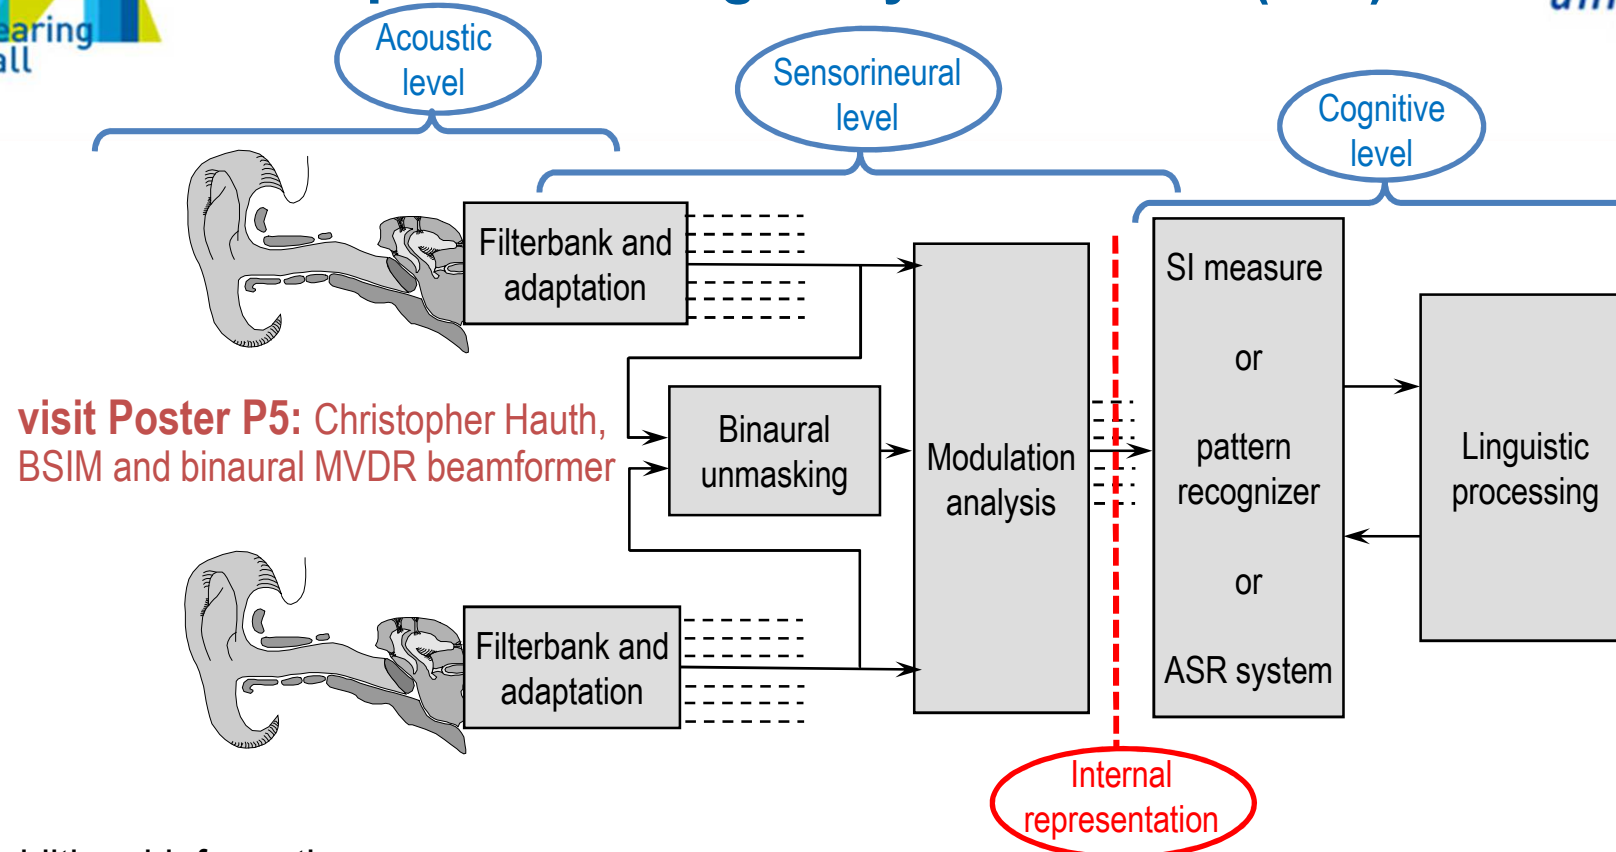 all
Acoustic
level
Sensorineural
level
Cognitive
level
Filterbank and
adaptation
SI measure
or
pattern
recognizer
or
ASR system
visit Poster P5: Christopher Hauth,
BSIM and binaural MVDR beamformer
Binaural
unmasking
Modulation
analysis
Linguistic
processing
Filterbank and
adaptation
Internal
representation